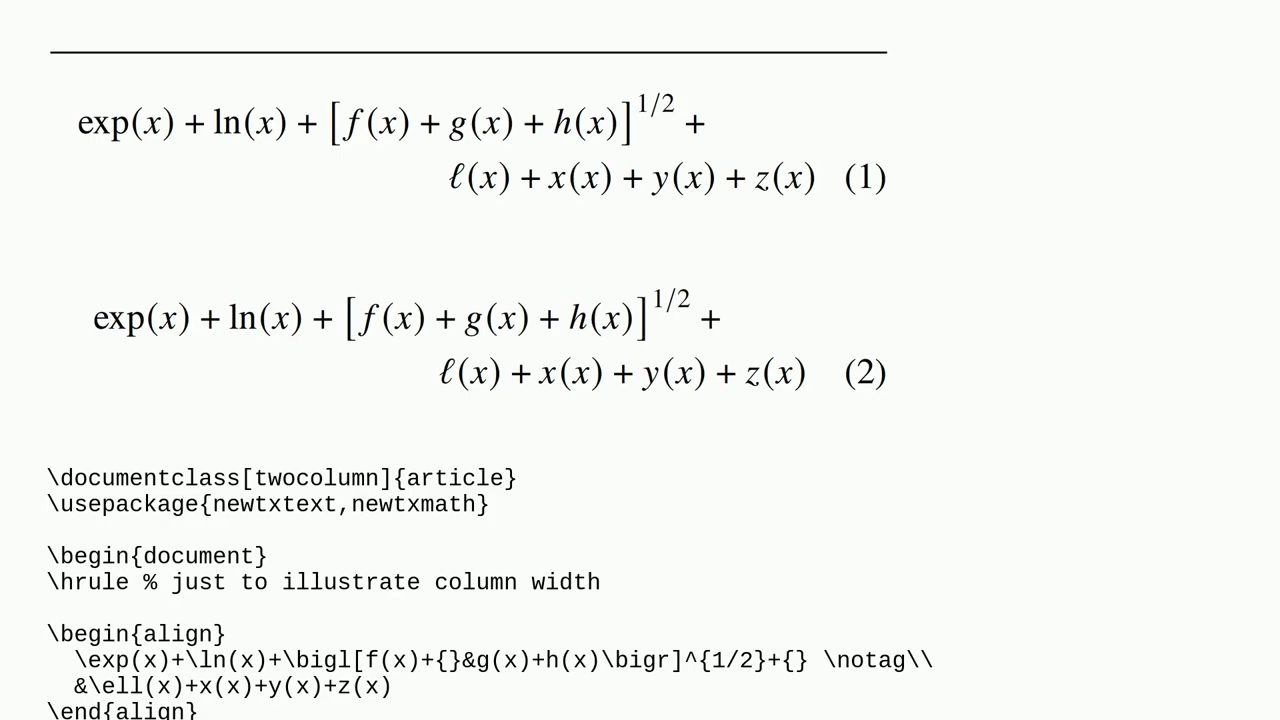 exp(x) + ln(x) + [f(x) + g(x) + h(x)]^{1/2} +
ℓ(x) + x(x) + y(x) + z(x) (1)
exp(x) + ln(x) + [f(x) + g(x) + h(x)]^{1/2} +
ℓ(x) + x(x) + y(x) + z(x) (2)
\documentclass[twocolumn]{article}
\usepackage{newtxtext,newtxmath}
\begin{document}
\hrule % just to illustrate column width
\begin{align}
\exp(x)+\ln(x)+\bigl[f(x)+{}&g(x)+h(x)\bigr]^{1/2}+{} \notag\\
&\ell(x)+x(x)+y(x)+z(x)
\end{align}